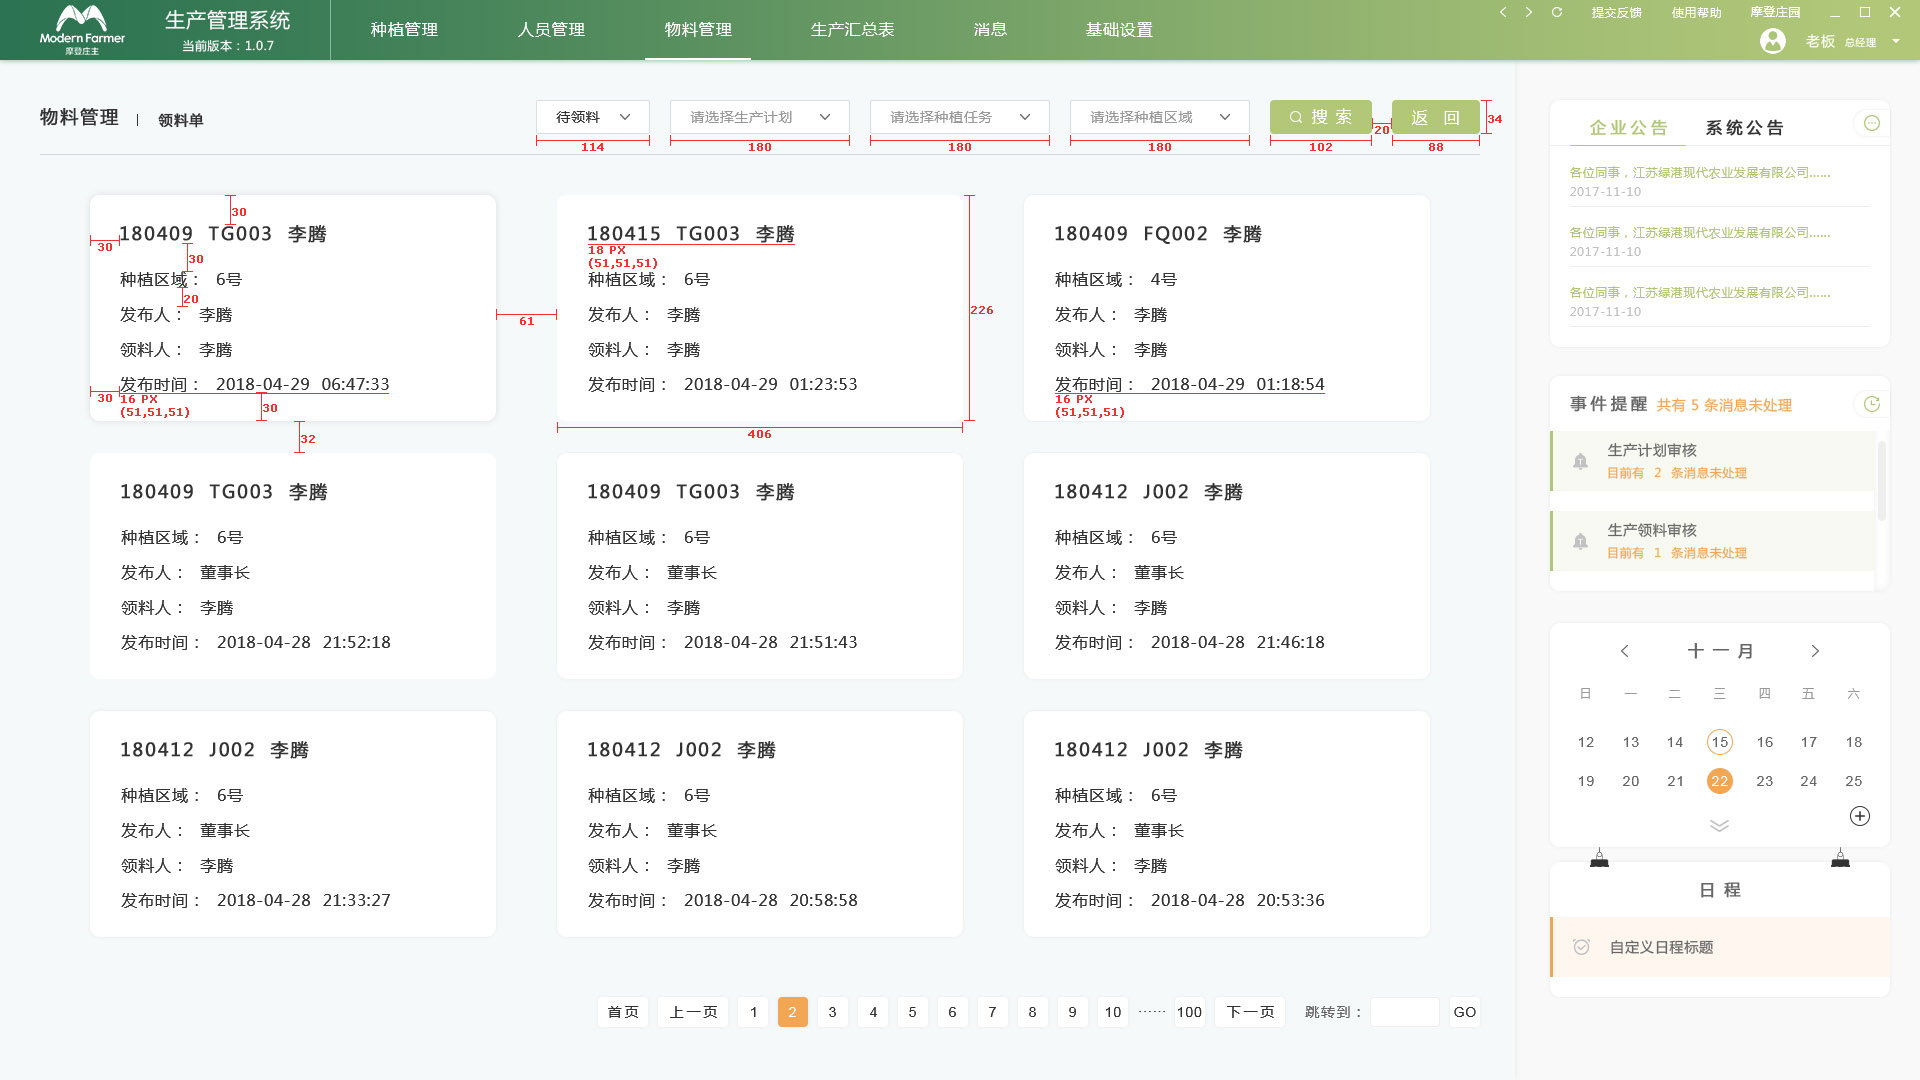 Modern Farmer
摩登庄主
生产管理系统
当前版本：1.0.7
种植管理
人员管理
物料管理
生产汇总表
消息
基础设置
提交反馈
使用帮助
摩登庄园
老板 总经理
物料管理 | 领料单
待领料
请选择生产计划
请选择种植任务
请选择种植区域
搜 索
返 回
34
20
114
180
180
180
102
88
30
180409 TG003 李腾
30
30
种植区域： 6号
20
发布人： 李腾
领料人： 李腾
发布时间： 2018-04-29 06:47:33
30
16 PX
(51,51,51)
30
32
61
180415 TG003 李腾
18 PX
(51,51,51)
种植区域： 6号
发布人： 李腾
领料人： 李腾
发布时间： 2018-04-29 01:23:53
226
406
180409 FQ002 李腾
种植区域： 4号
发布人： 李腾
领料人： 李腾
发布时间： 2018-04-29 01:18:54
16 PX
(51,51,51)
180409 TG003 李腾
种植区域： 6号
发布人： 董事长
领料人： 李腾
发布时间： 2018-04-28 21:52:18
180409 TG003 李腾
种植区域： 6号
发布人： 董事长
领料人： 李腾
发布时间： 2018-04-28 21:51:43
180412 J002 李腾
种植区域： 6号
发布人： 董事长
领料人： 李腾
发布时间： 2018-04-28 21:46:18
180412 J002 李腾
种植区域： 6号
发布人： 董事长
领料人： 李腾
发布时间： 2018-04-28 21:33:27
180412 J002 李腾
种植区域： 6号
发布人： 董事长
领料人： 李腾
发布时间： 2018-04-28 20:58:58
180412 J002 李腾
种植区域： 6号
发布人： 董事长
领料人： 李腾
发布时间： 2018-04-28 20:53:36
首页 上一页 1 2 3 4 5 6 7 8 9 10 ······ 100 下一页 跳转到： GO
企业公告 系统公告
各位同事，江苏绿港现代农业发展有限公司......
2017-11-10
各位同事，江苏绿港现代农业发展有限公司......
2017-11-10
各位同事，江苏绿港现代农业发展有限公司......
2017-11-10
事件提醒 共有 5 条消息未处理
生产计划审核
目前有 2 条消息未处理
生产领料审核
目前有 1 条消息未处理
十一月
日 一 二 三 四 五 六
12 13 14 15 16 17 18
19 20 21 22 23 24 25
日 程
自定义日程标题